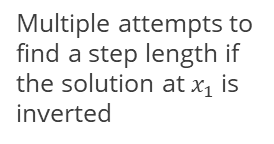 Multiple attempts to
find a step length if
the solution at x₁ is
inverted